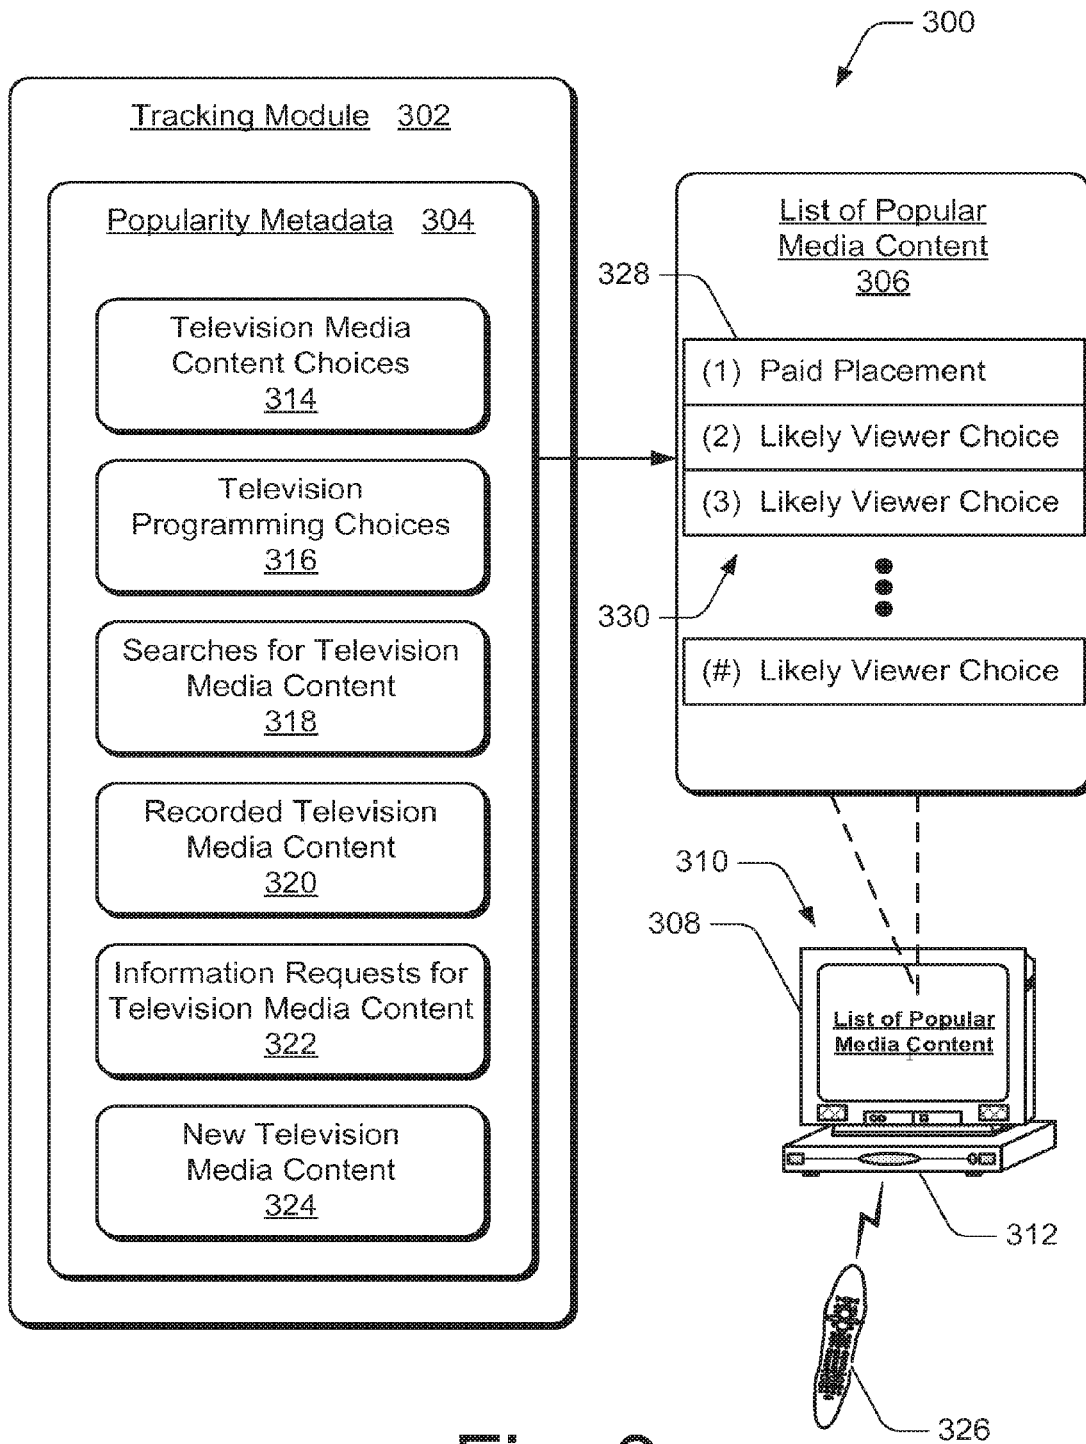 300
Tracking Module 302
Popularity Metadata 304
Television Media
Content Choices
314
Television
Programming Choices
316
Searches for Television
Media Content
318
Recorded Television
Media Content
320
Information Requests for
Television Media Content
322
New Television
Media Content
324
List of Popular
Media Content
306
328
(1) Paid Placement
(2) Likely Viewer Choice
(3) Likely Viewer Choice
330
(#) Likely Viewer Choice
310
308
List of Popular
Media Content
312
326